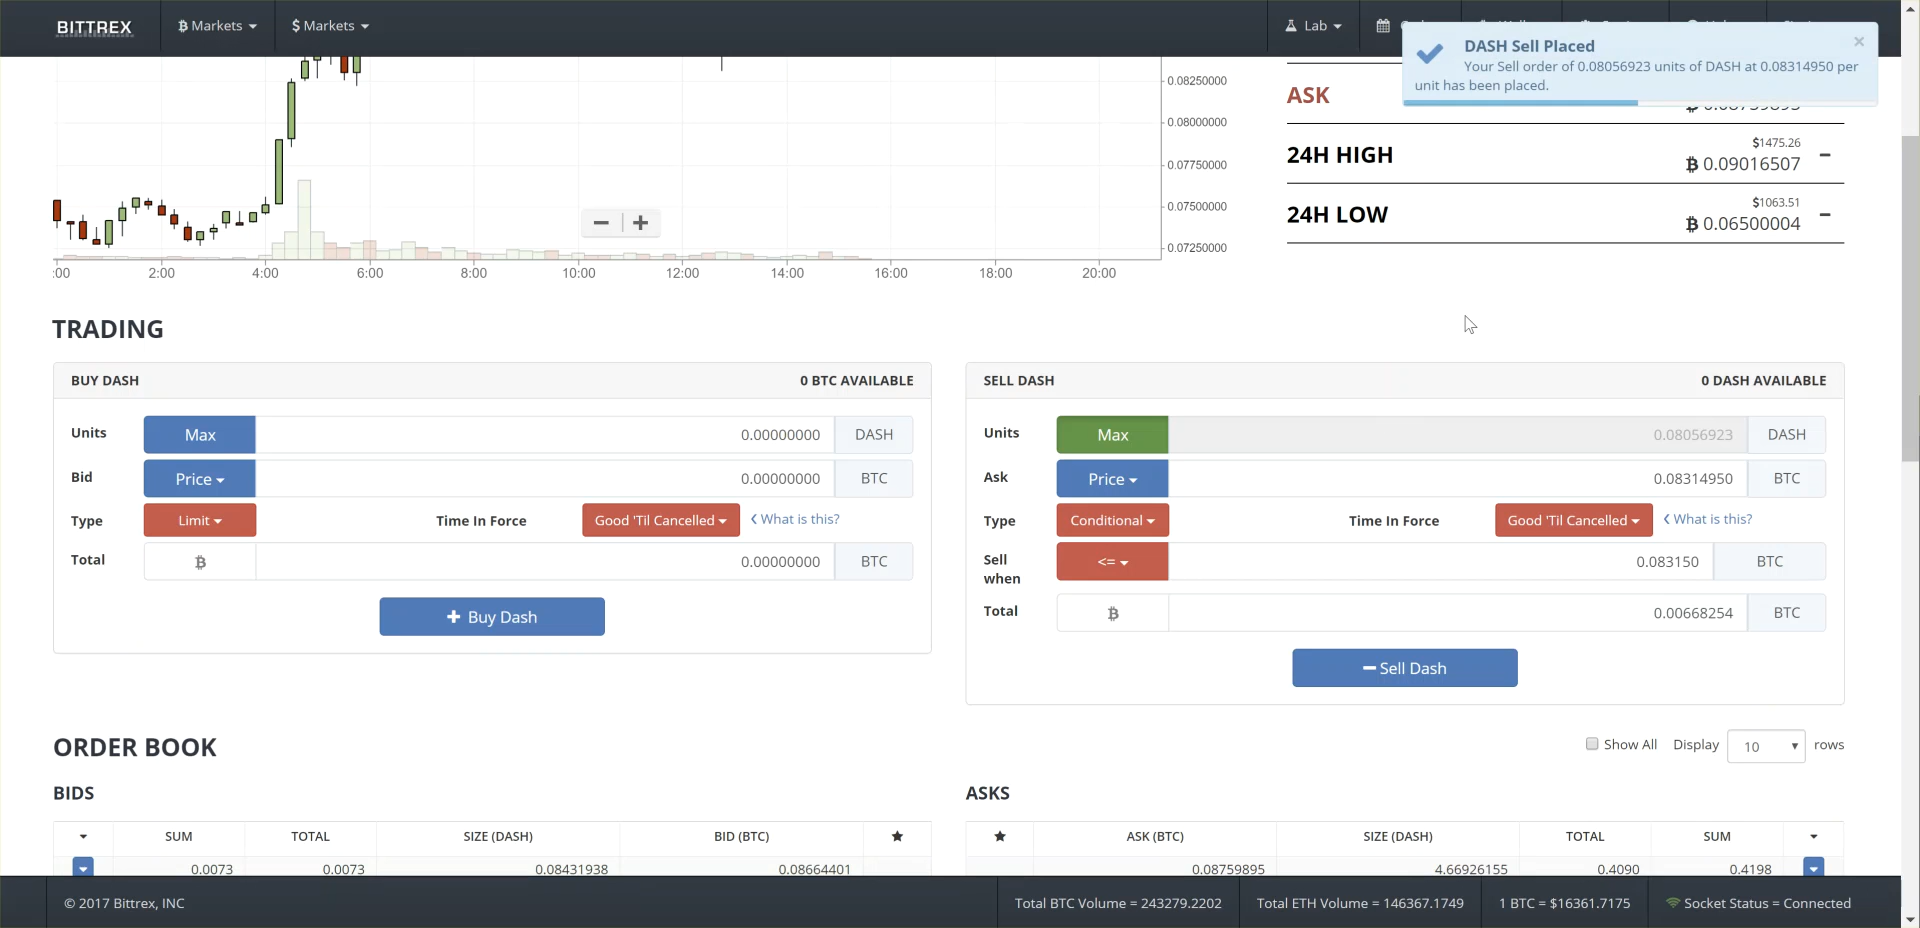 BITTREX
₿ Markets
$ Markets
Lab
DASH Sell Placed
×
Your Sell order of 0.08056923 units of DASH at 0.08314950 per
unit has been placed.
0.08250000
0.08000000
0.07750000
0.07500000
0.07250000
:00 2:00 4:00 6:00 8:00 10:00 12:00 14:00 16:00 18:00 20:00
ASK
24H HIGH
$1475.26
₿ 0.09016507
24H LOW
$1063.51
₿ 0.06500004
TRADING
BUY DASH 0 BTC AVAILABLE
Units Max 0.00000000 DASH
Bid Price 0.00000000 BTC
Type Limit Time In Force Good 'Til Cancelled What is this?
Total ₿ 0.00000000 BTC
+ Buy Dash
SELL DASH 0 DASH AVAILABLE
Units Max 0.08056923 DASH
Ask Price 0.08314950 BTC
Type Conditional Time In Force Good 'Til Cancelled What is this?
Sell when <= 0.083150 BTC
Total ₿ 0.00668254 BTC
− Sell Dash
ORDER BOOK
Show All Display 10 rows
BIDS
SUM TOTAL SIZE (DASH) BID (BTC)
0.0073 0.0073 0.08431938 0.08664401
ASKS
ASK (BTC) SIZE (DASH) TOTAL SUM
0.08759895 4.66926155 0.4090 0.4198
© 2017 Bittrex, INC
Total BTC Volume = 243279.2202
Total ETH Volume = 146367.1749
1 BTC = $16361.7175
Socket Status = Connected